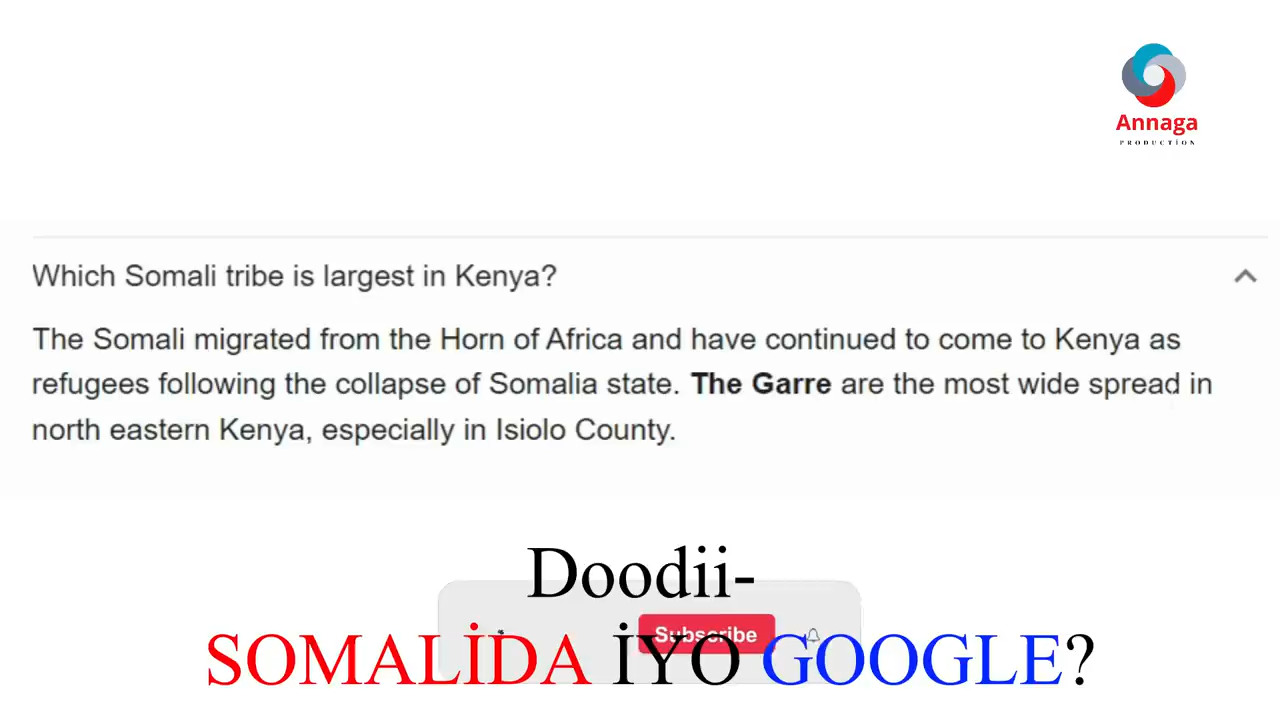 Annaga
PRODUCTİON
Which Somali tribe is largest in Kenya?
The Somali migrated from the Horn of Africa and have continued to come to Kenya as
refugees following the collapse of Somalia state. The Garre are the most wide spread in
north eastern Kenya, especially in Isiolo County.
Doodii-
Subscribe
SOMALİDA İYO GOOGLE?